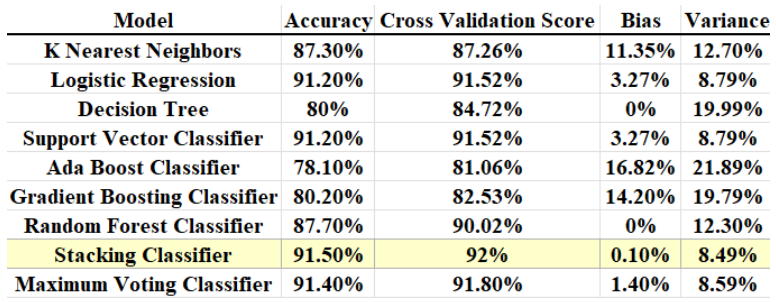 Model Accuracy Cross Validation Score Bias Variance
K Nearest Neighbors 87.30% 87.26% 11.35% 12.70%
Logistic Regression 91.20% 91.52% 3.27% 8.79%
Decision Tree 80% 84.72% 0% 19.99%
Support Vector Classifier 91.20% 91.52% 3.27% 8.79%
Ada Boost Classifier 78.10% 81.06% 16.82% 21.89%
Gradient Boosting Classifier 80.20% 82.53% 14.20% 19.79%
Random Forest Classifier 87.70% 90.02% 0% 12.30%
Stacking Classifier 91.50% 92% 0.10% 8.49%
Maximum Voting Classifier 91.40% 91.80% 1.40% 8.59%